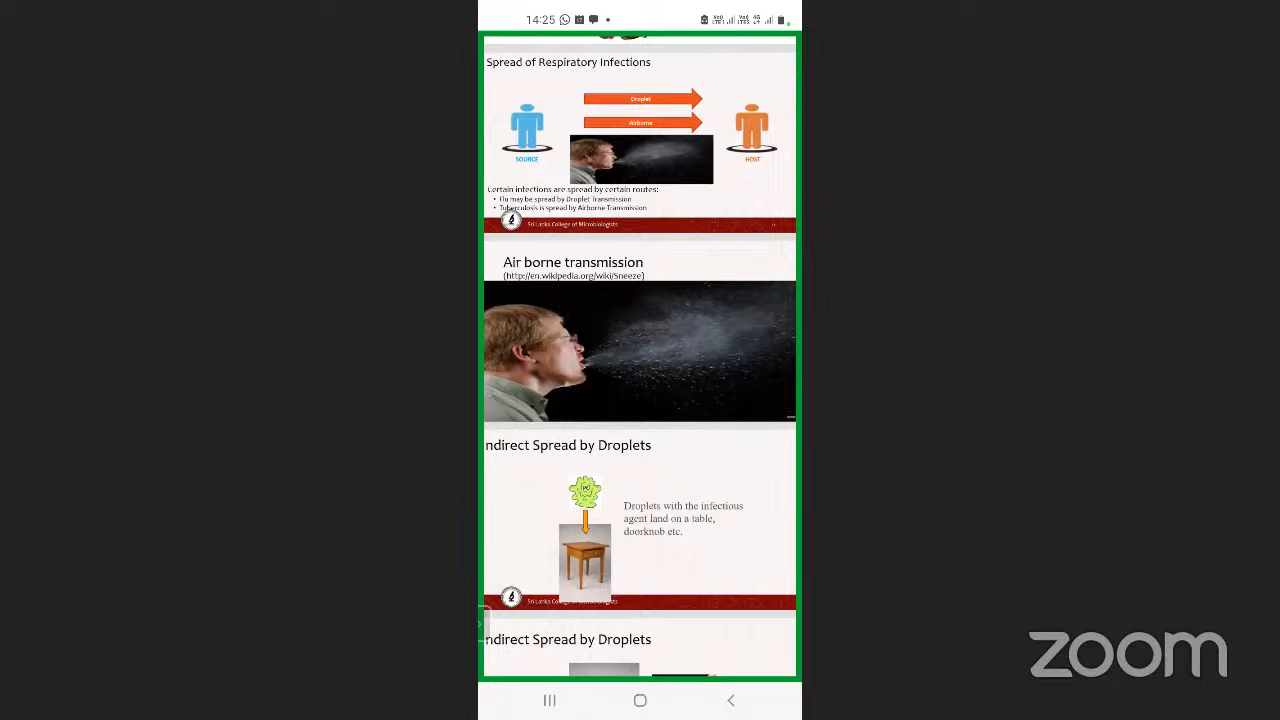 14:25
Spread of Respiratory Infections
Droplet
Airborne
SOURCE
HOST
Certain infections are spread by certain routes:
• Flu may be spread by Droplet Transmission
• Tuberculosis is spread by Airborne Transmission
Sri Lanka College of Microbiologists
Air borne transmission
(http://en.wikipedia.org/wiki/Sneeze)
ndirect Spread by Droplets
Droplets with the infectious
agent land on a table,
doorknob etc.
Sri Lanka College of Microbiologists
ndirect Spread by Droplets
zoom